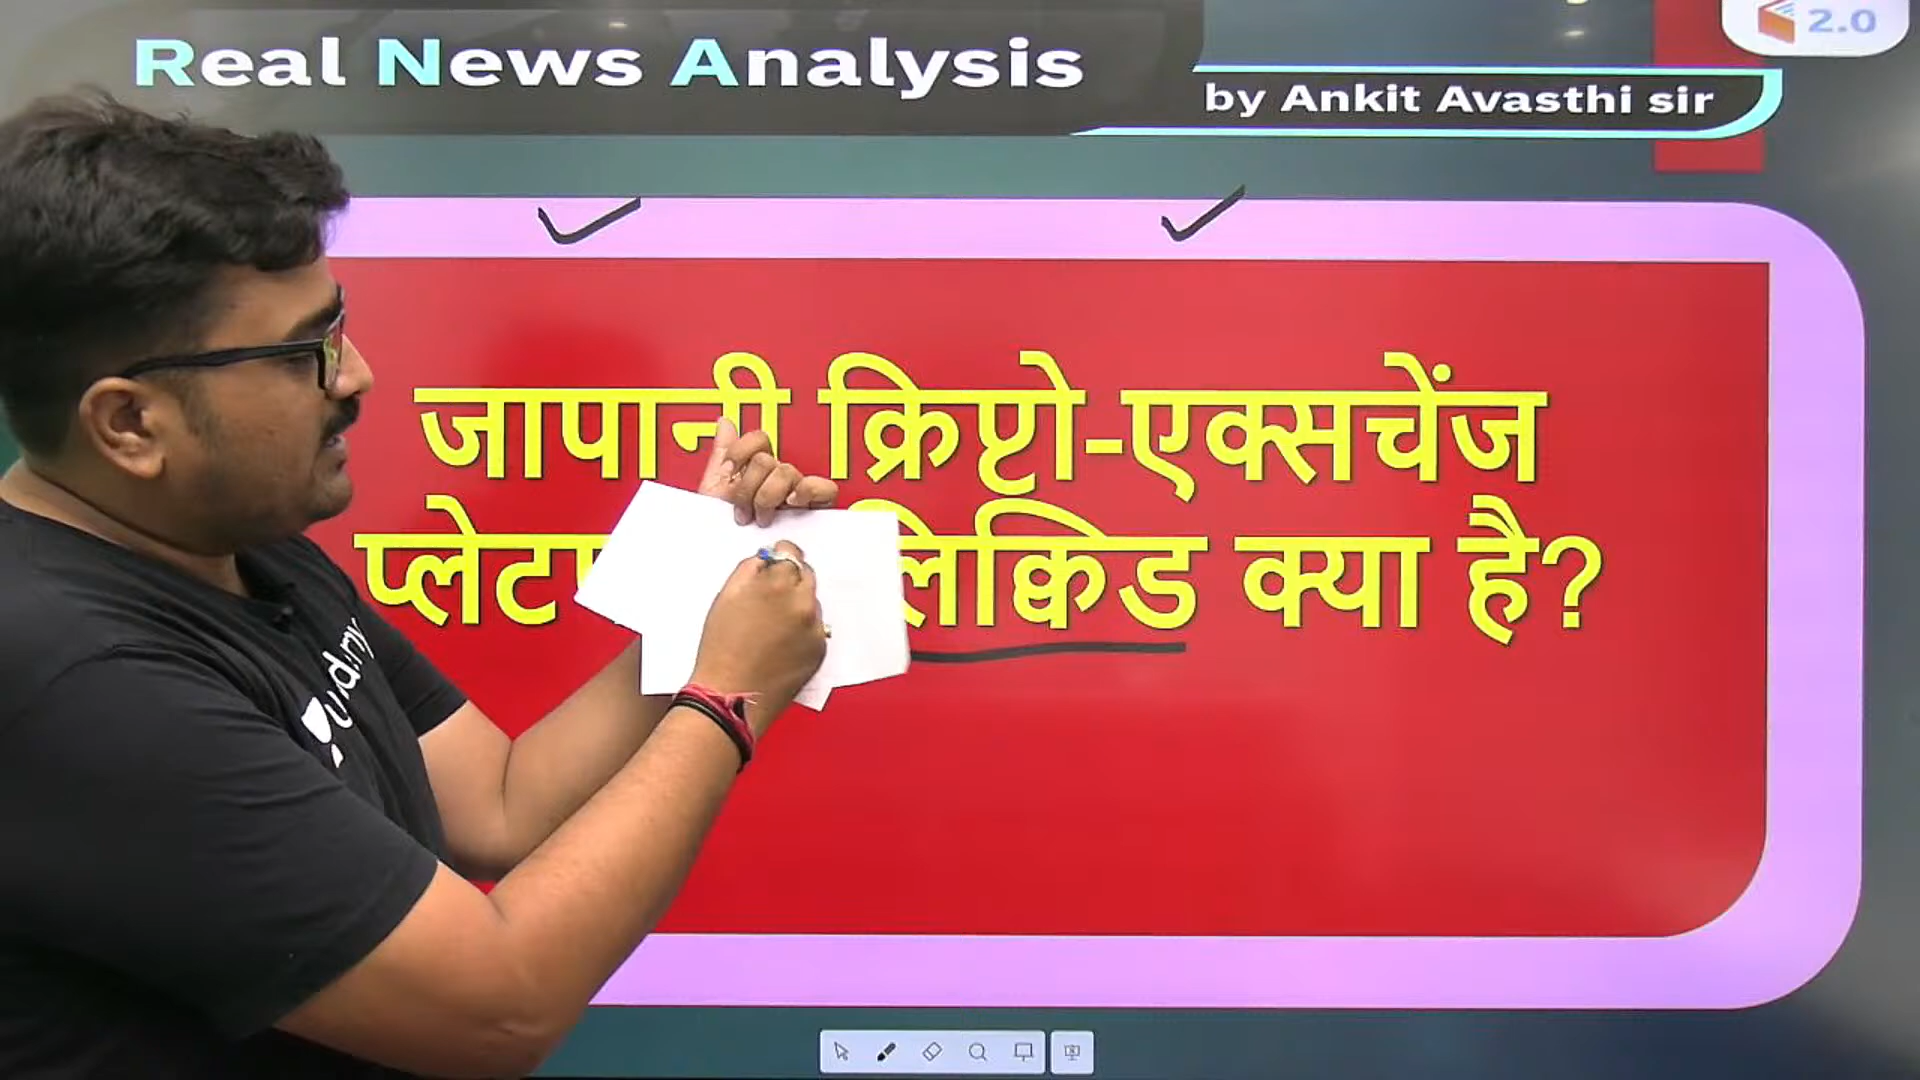 Real News Analysis
by Ankit Avasthi sir
2.0
जापानी क्रिप्टो-एक्सचेंज
लिक्विड क्या है?